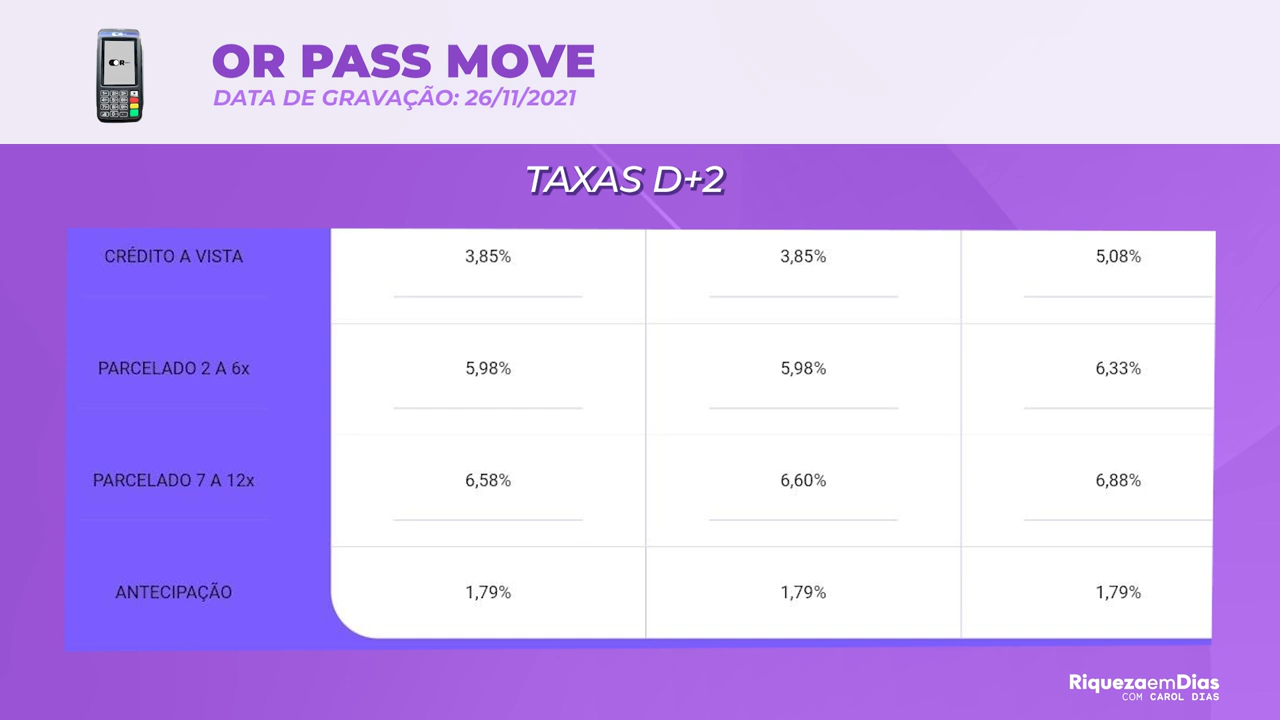 OR PASS MOVE
DATA DE GRAVAÇÃO: 26/11/2021
TAXAS D+2
CRÉDITO A VISTA 3,85% 3,85% 5,08%
PARCELADO 2 A 6x 5,98% 5,98% 6,33%
PARCELADO 7 A 12x 6,58% 6,60% 6,88%
ANTECIPAÇÃO 1,79% 1,79% 1,79%
RiquezaemDias
COM CAROL DIAS